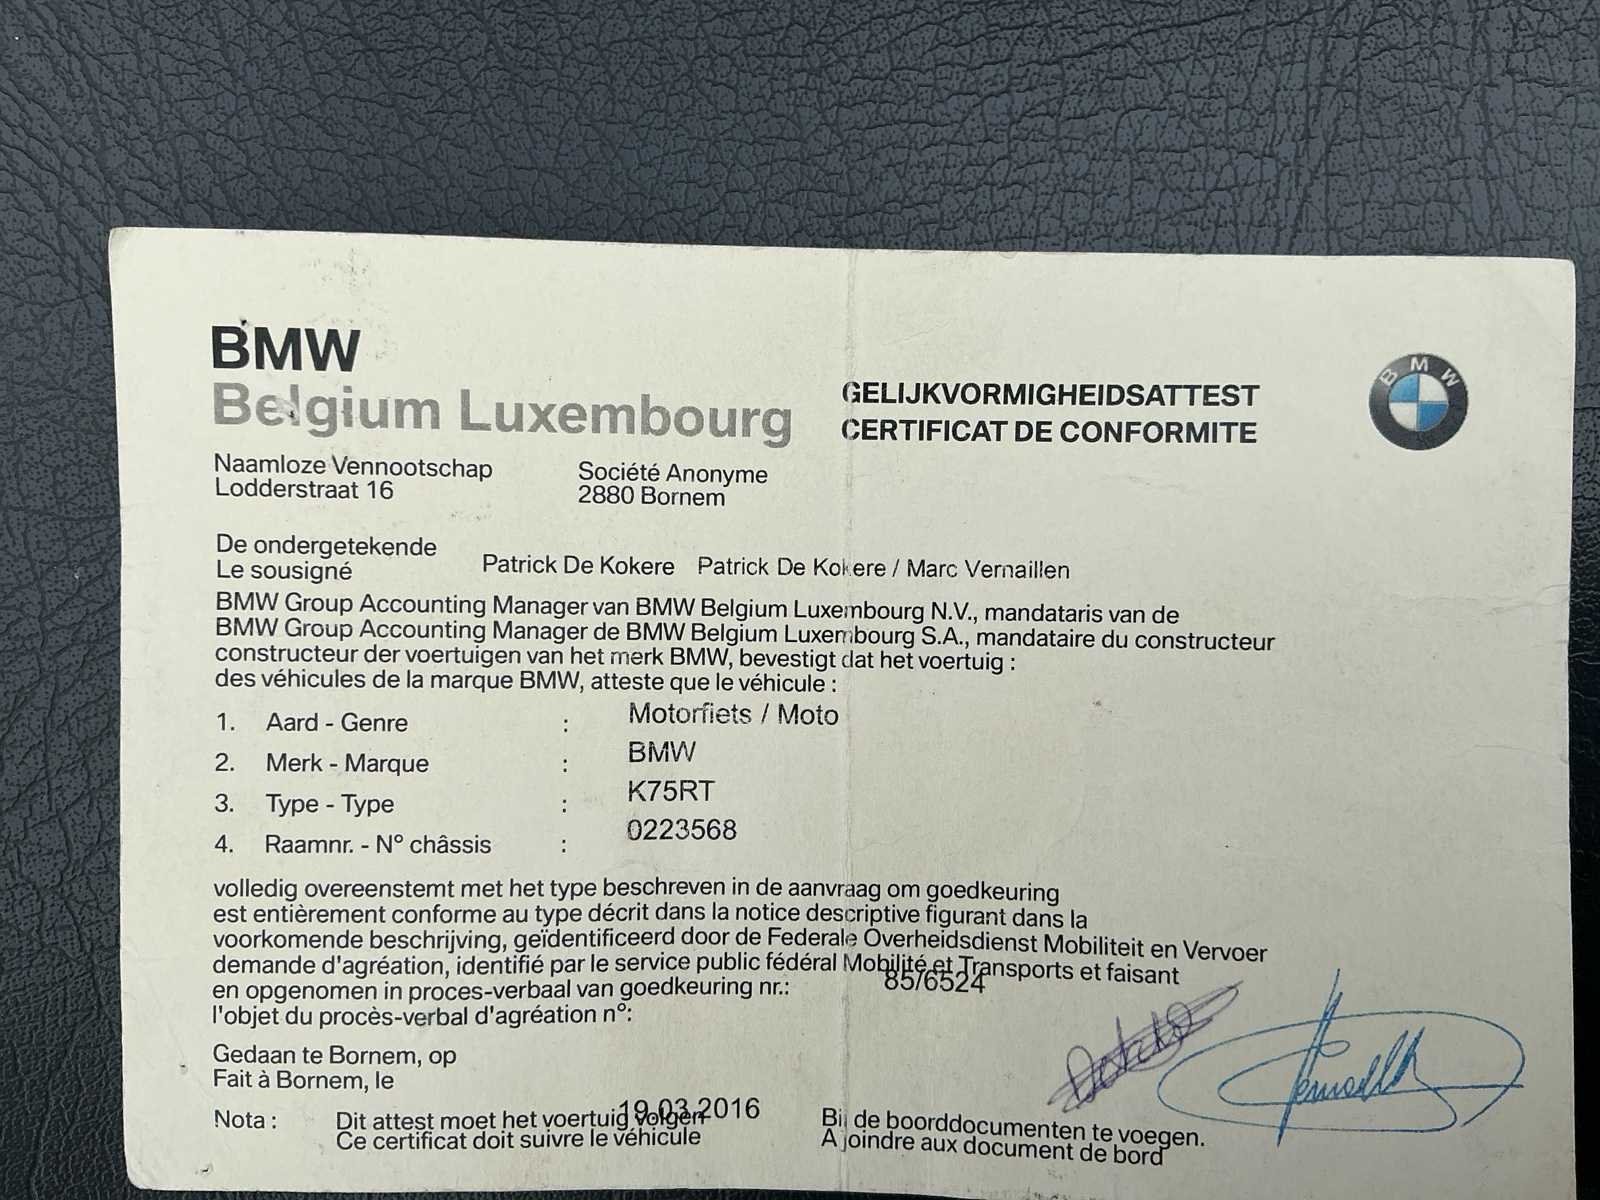 BMW
Belgium Luxembourg
GELIJKVORMIGHEIDSATTEST
CERTIFICAT DE CONFORMITE
BMW
Naamloze Vennootschap Société Anonyme
Lodderstraat 16 2880 Bornem
De ondergetekende
Le sousigné
Patrick De Kokere Patrick De Kokere / Marc Vernaillen
BMW Group Accounting Manager van BMW Belgium Luxembourg N.V., mandataris van de
BMW Group Accounting Manager de BMW Belgium Luxembourg S.A., mandataire du constructeur
constructeur der voertuigen van het merk BMW, bevestigt dat het voertuig :
des véhicules de la marque BMW, atteste que le véhicule :
1. Aard - Genre : Motorfiets / Moto
2. Merk - Marque : BMW
3. Type - Type : K75RT
4. Raamnr. - N° châssis : 0223568
volledig overeenstemt met het type beschreven in de aanvraag om goedkeuring
est entièrement conforme au type décrit dans la notice descriptive figurant dans la
voorkomende beschrijving, geïdentificeerd door de Federale Overheidsdienst Mobiliteit en Vervoer
demande d'agréation, identifié par le service public fédéral Mobilité et Transports et faisant
en opgenomen in proces-verbaal van goedkeuring nr.: 85/6524
l'objet du procès-verbal d'agréation n°:
Gedaan te Bornem, op
Fait à Bornem, le
19.03.2016
Nota : Dit attest moet het voertuig volgen Bij de boorddocumenten te voegen.
Ce certificat doit suivre le véhicule A joindre aux document de bord